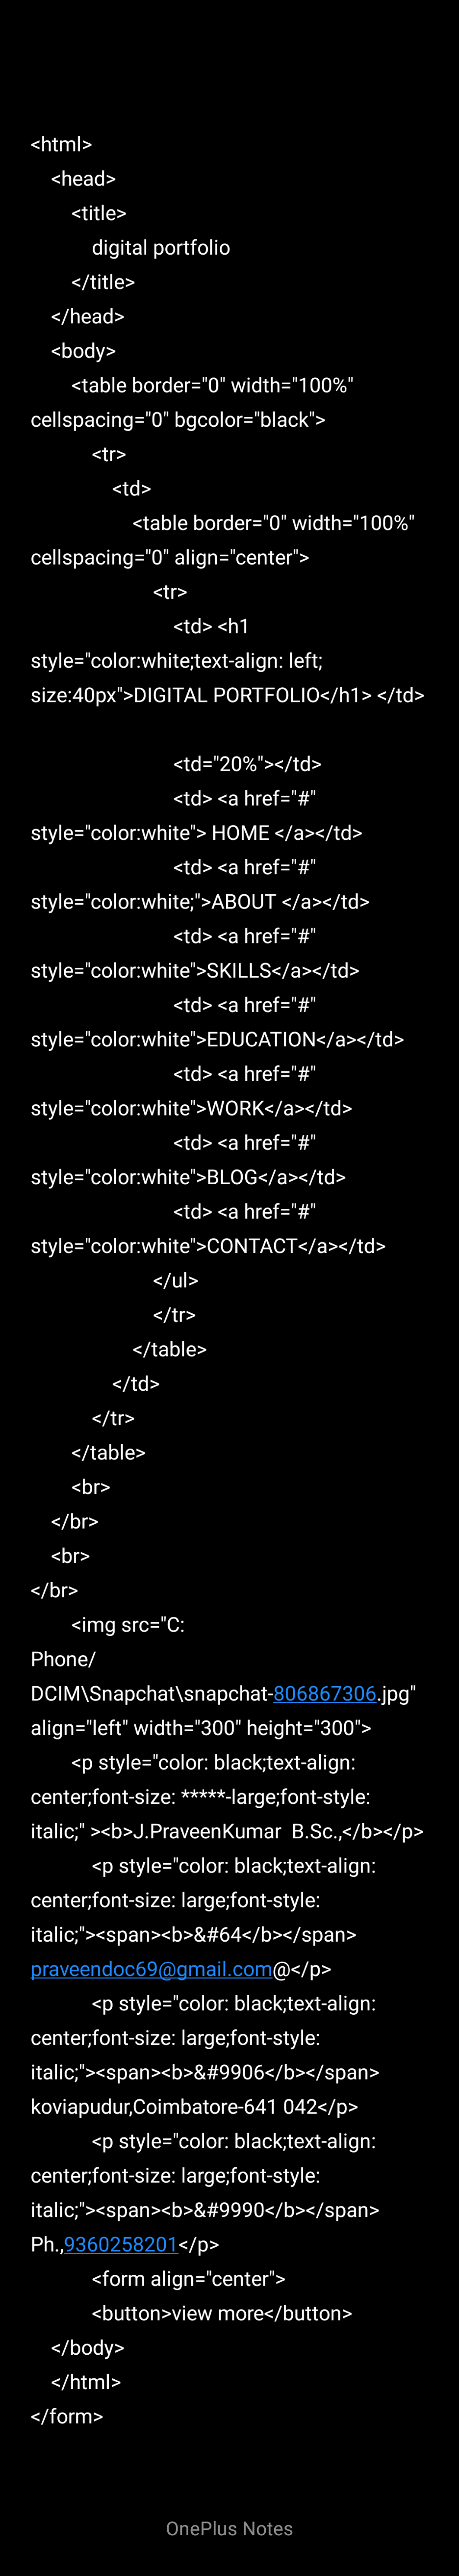 <html>
<head>
<title>
digital portfolio
</title>
</head>
<body>
<table border="0" width="100%"
cellspacing="0" bgcolor="black">
<tr>
<td>
<table border="0" width="100%"
cellspacing="0" align="center">
<tr>
<td> <h1
style="color:white;text-align: left;
size:40px">DIGITAL PORTFOLIO</h1> </td>
<td="20%"></td>
<td> <a href="#"
style="color:white"> HOME </a></td>
<td> <a href="#"
style="color:white;">ABOUT </a></td>
<td> <a href="#"
style="color:white">SKILLS</a></td>
<td> <a href="#"
style="color:white">EDUCATION</a></td>
<td> <a href="#"
style="color:white">WORK</a></td>
<td> <a href="#"
style="color:white">BLOG</a></td>
<td> <a href="#"
style="color:white">CONTACT</a></td>
</ul>
</tr>
</table>
</td>
</tr>
</table>
<br>
</br>
<br>
</br>
<img src="C:
Phone/
DCIM\Snapchat\snapchat-806867306.jpg"
align="left" width="300" height="300">
<p style="color: black;text-align:
center;font-size: *****-large;font-style:
italic;" ><b>J.PraveenKumar  B.Sc.,</b></p>
<p style="color: black;text-align:
center;font-size: large;font-style:
italic;"><span><b>&#64</b></span>
praveendoc69@gmail.com@</p>
<p style="color: black;text-align:
center;font-size: large;font-style:
italic;"><span><b>&#9906</b></span>
koviapudur,Coimbatore-641 042</p>
<p style="color: black;text-align:
center;font-size: large;font-style:
italic;"><span><b>&#9990</b></span>
Ph.,9360258201</p>
<form align="center">
<button>view more</button>
</body>
</html>
</form>
OnePlus Notes